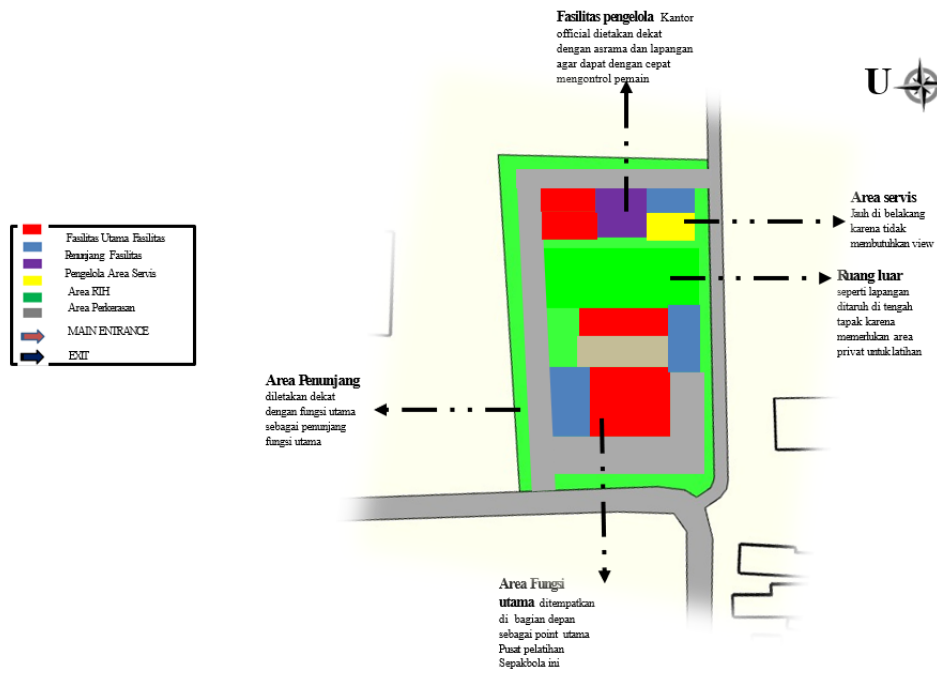 Fasilitas pengelola Kantor
official dietakan dekat
dengan asrama dan lapangan
agar dapat dengan cepat
mengontrol pemain
U
Area servis
Jauh di belakang
karena tidak
membutuhkan view
Ruang luar
seperti lapangan
ditaruh di tengah
tapak karena
memerlukan area
privat untuk latihan
Fasilitas Utama Fasilitas
Penunjang Fasilitas
Pengelola Area Servis
Area RTH
Area Perkerasan
MAIN ENTRANCE
EXIT
Area Penunjang
diletakan dekat
dengan fungsi utama
sebagai penunjang
fungsi utama
Area Fungsi
utama ditempatkan
di bagian depan
sebagai point utama
Pusat pelatihan
Sepakbola ini